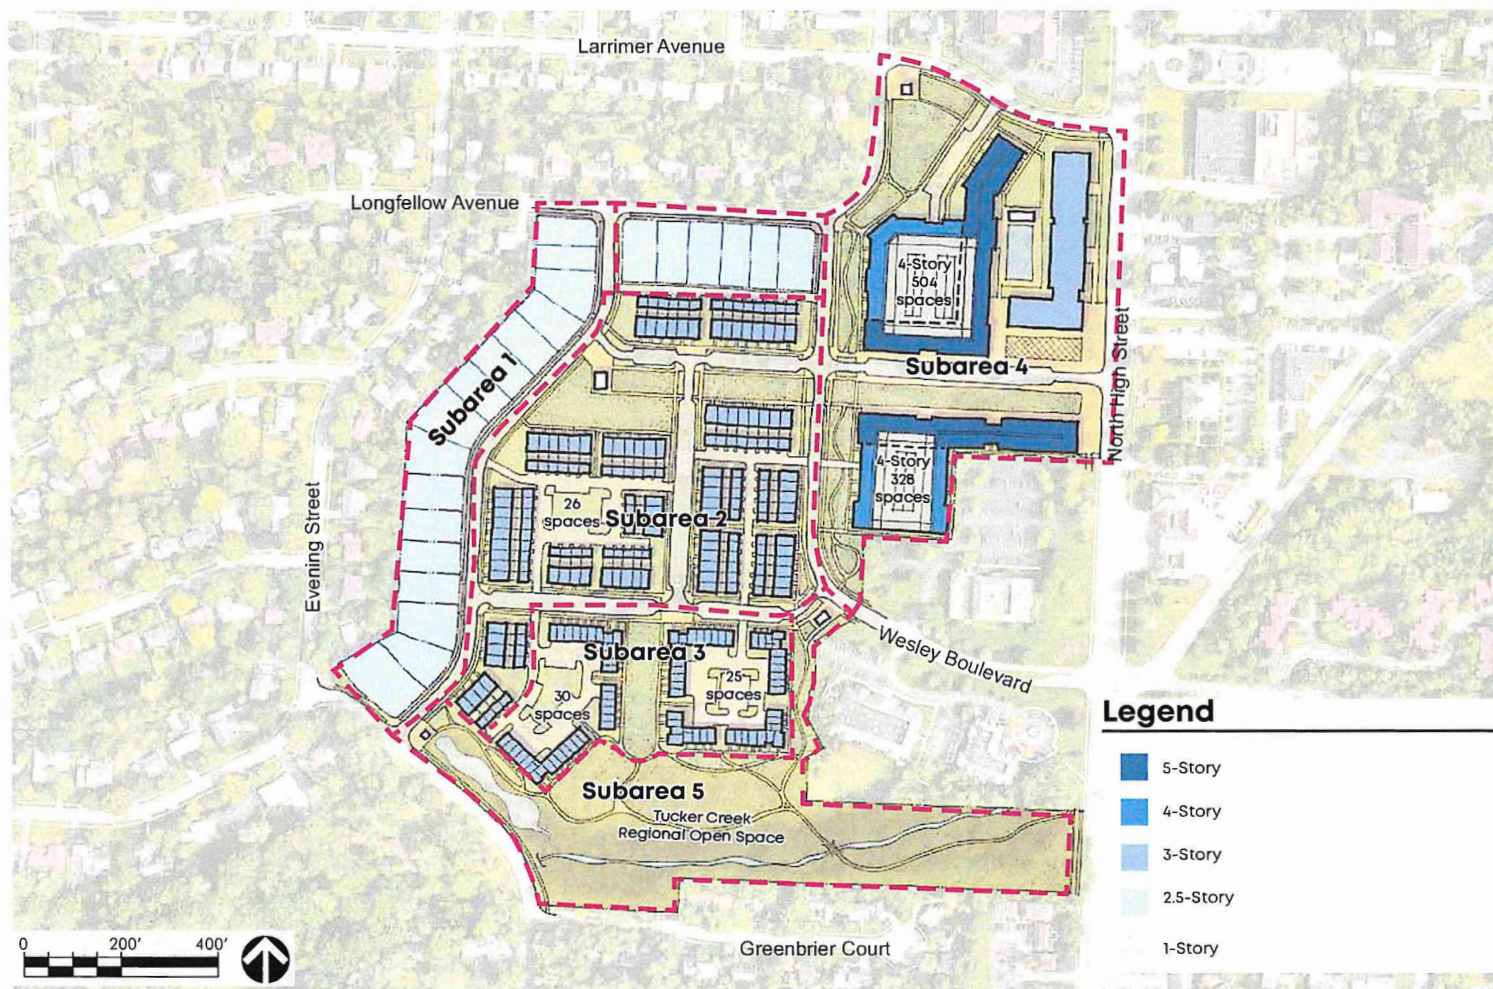 Larrimer Avenue
Longfellow Avenue
4-Story
504
spaces
Subarea 4
North High Street
Subarea 1
4-Story
328
spaces
Evening Street
26
spaces
Subarea 2
Subarea 3
Wesley Boulevard
25
spaces
30
spaces
Subarea 5
Tucker Creek
Regional Open Space
Greenbrier Court
0 200' 400'
Legend
5-Story
4-Story
3-Story
2.5-Story
1-Story